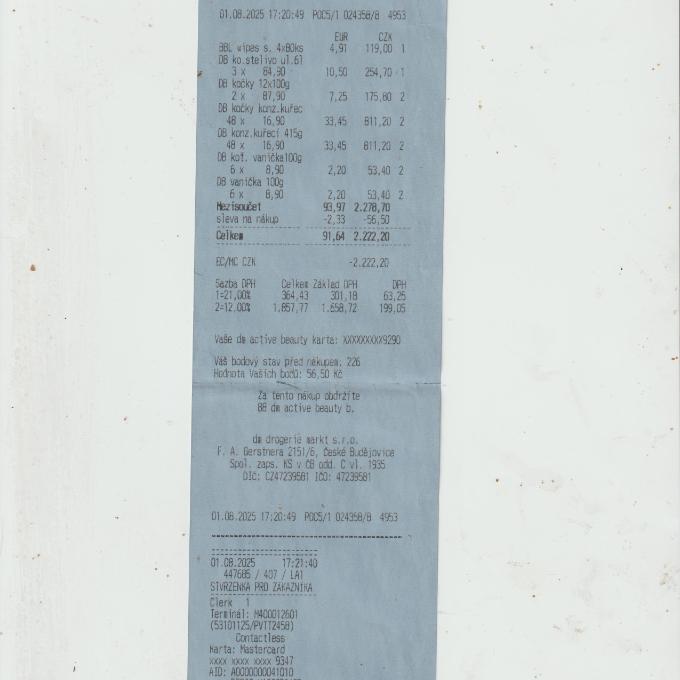 01.08.2025 17:20:49 POC5/1 024358/8 4953
EUR CZK
BBL wipes s. 4x80ks 4,91 119,00 1
DB ko.stelivo ul.6l
3 x 84,90 10,50 254,70 1
DB kočky 12x100g
2 x 87,90 7,25 175,80 2
DB kočky konz.kuřec
48 x 16,90 33,45 811,20 2
DB konz.kuřecí 415g
48 x 16,90 33,45 811,20 2
DB koť. vanička100g
6 x 8,90 2,20 53,40 2
DB vanička 100g
6 x 8,90 2,20 53,40 2
Mezisoučet 93,97 2.278,70
sleva na nákup -2,33 -56,50
Celkem 91,64 2.222,20
EC/MC CZK -2.222,20
Sazba DPH Celkem Základ DPH DPH
1=21,00% 364,43 301,18 63,25
2=12,00% 1.857,77 1.658,72 199,05
Vaše dm active beauty karta: XXXXXXXXX9290
Váš bodový stav před nákupem: 226
Hodnota Vašich bodů: 56,50 Kč
Za tento nákup obdržíte
88 dm active beauty b.
dm drogerie markt s.r.o.
F. A. Gerstnera 2151/6, České Budějovice
Spol. zaps. KS v ČB odd. C vl. 1935
DIČ: CZ47239581 IČO: 47239581
01.08.2025 17:20:49 POC5/1 024358/8 4953
01.08.2025 17:21:40
447685 / 407 / LA1
STVRZENKA PRO ZÁKAZNÍKA
Clerk 1
Terminál: M400012601
(53101125/PVTT2458)
Contactless
Karta: Mastercard
xxxx xxxx xxxx 9347
AID: A0000000041010